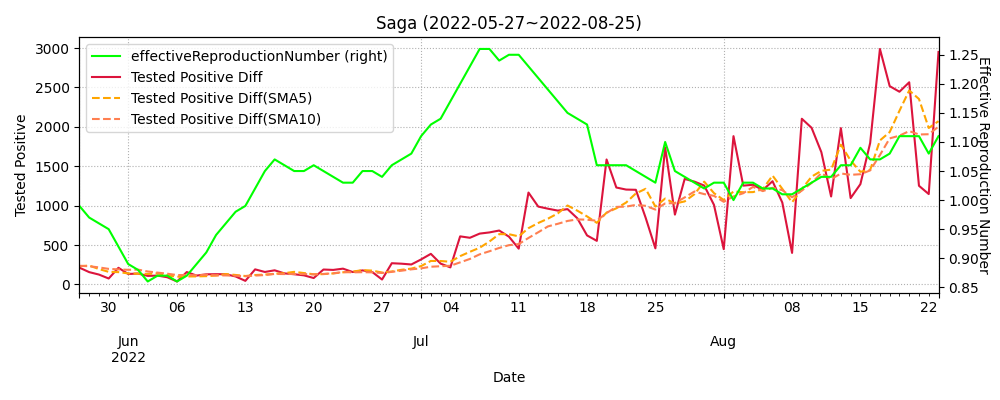 Saga (2022-05-27~2022-08-25)
effectiveReproductionNumber (right)
Tested Positive Diff
Tested Positive Diff(SMA5)
Tested Positive Diff(SMA10)
Tested Positive
3000
2500
2000
1500
1000
500
0
1.25
1.20
1.15
1.10
1.05
1.00
0.95
0.90
0.85
Effective Reproduction Number
30 06 13 20 27 04 11 18 25 08 15 22
Jun Jul Aug
2022
Date